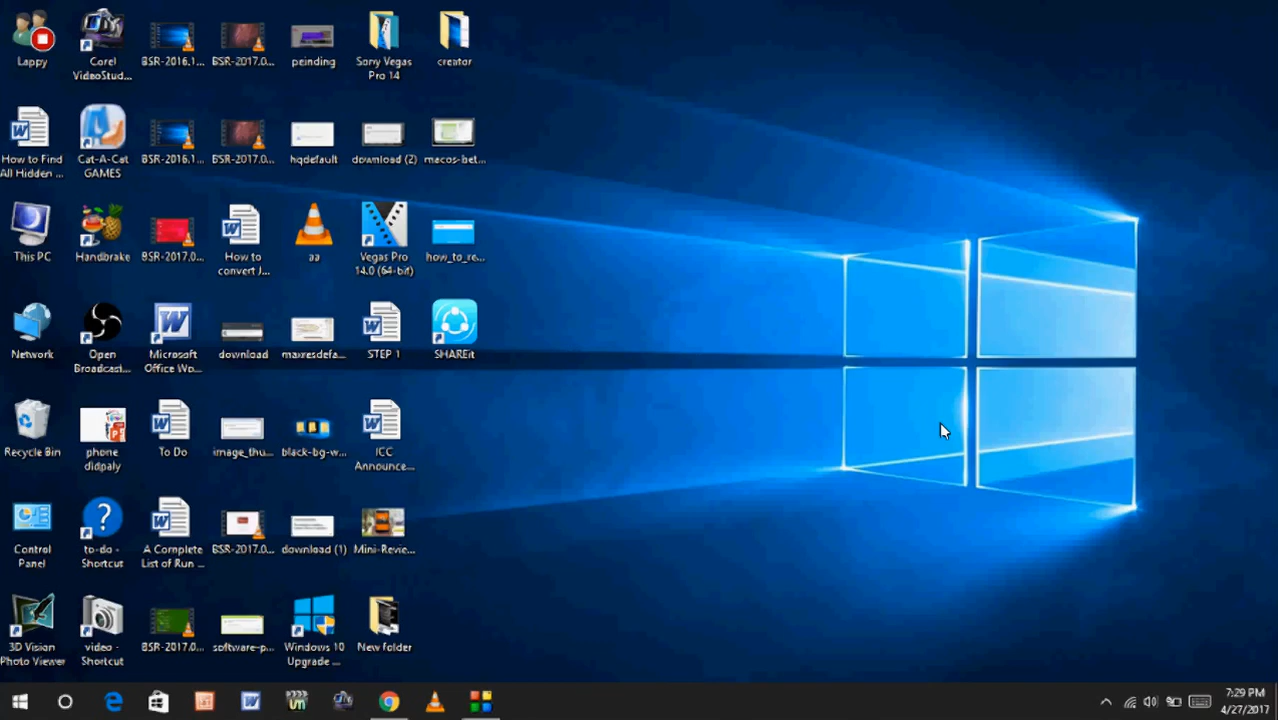 Lappy
Corel
VideoStud...
BSR-2016.1...
BSR-2017.0...
peinding
Sony Vegas
Pro 14
creator
How to Find
All Hidden ...
Cat-A-Cat
GAMES
BSR-2016.1...
BSR-2017.0...
hqdefault
download (2)
macos-bet...
This PC
Handbrake
BSR-2017.0...
How to
convert J...
aa
Vegas Pro
14.0 (64-bit)
how_to_re...
Network
Open
Broadcast...
Microsoft
Office Wo...
download
maxresdefa...
STEP 1
SHAREit
Recycle Bin
phone
didpaly
To Do
image_thu...
black-bg-w...
ICC
Announce...
Control
Panel
to-do -
Shortcut
A Complete
List of Run ...
BSR-2017.0...
download (1)
Mini-Revie...
3D Vision
Photo Viewer
video -
Shortcut
BSR-2017.0...
software-p...
Windows 10
Upgrade ...
New folder
7:29 PM
4/27/2017